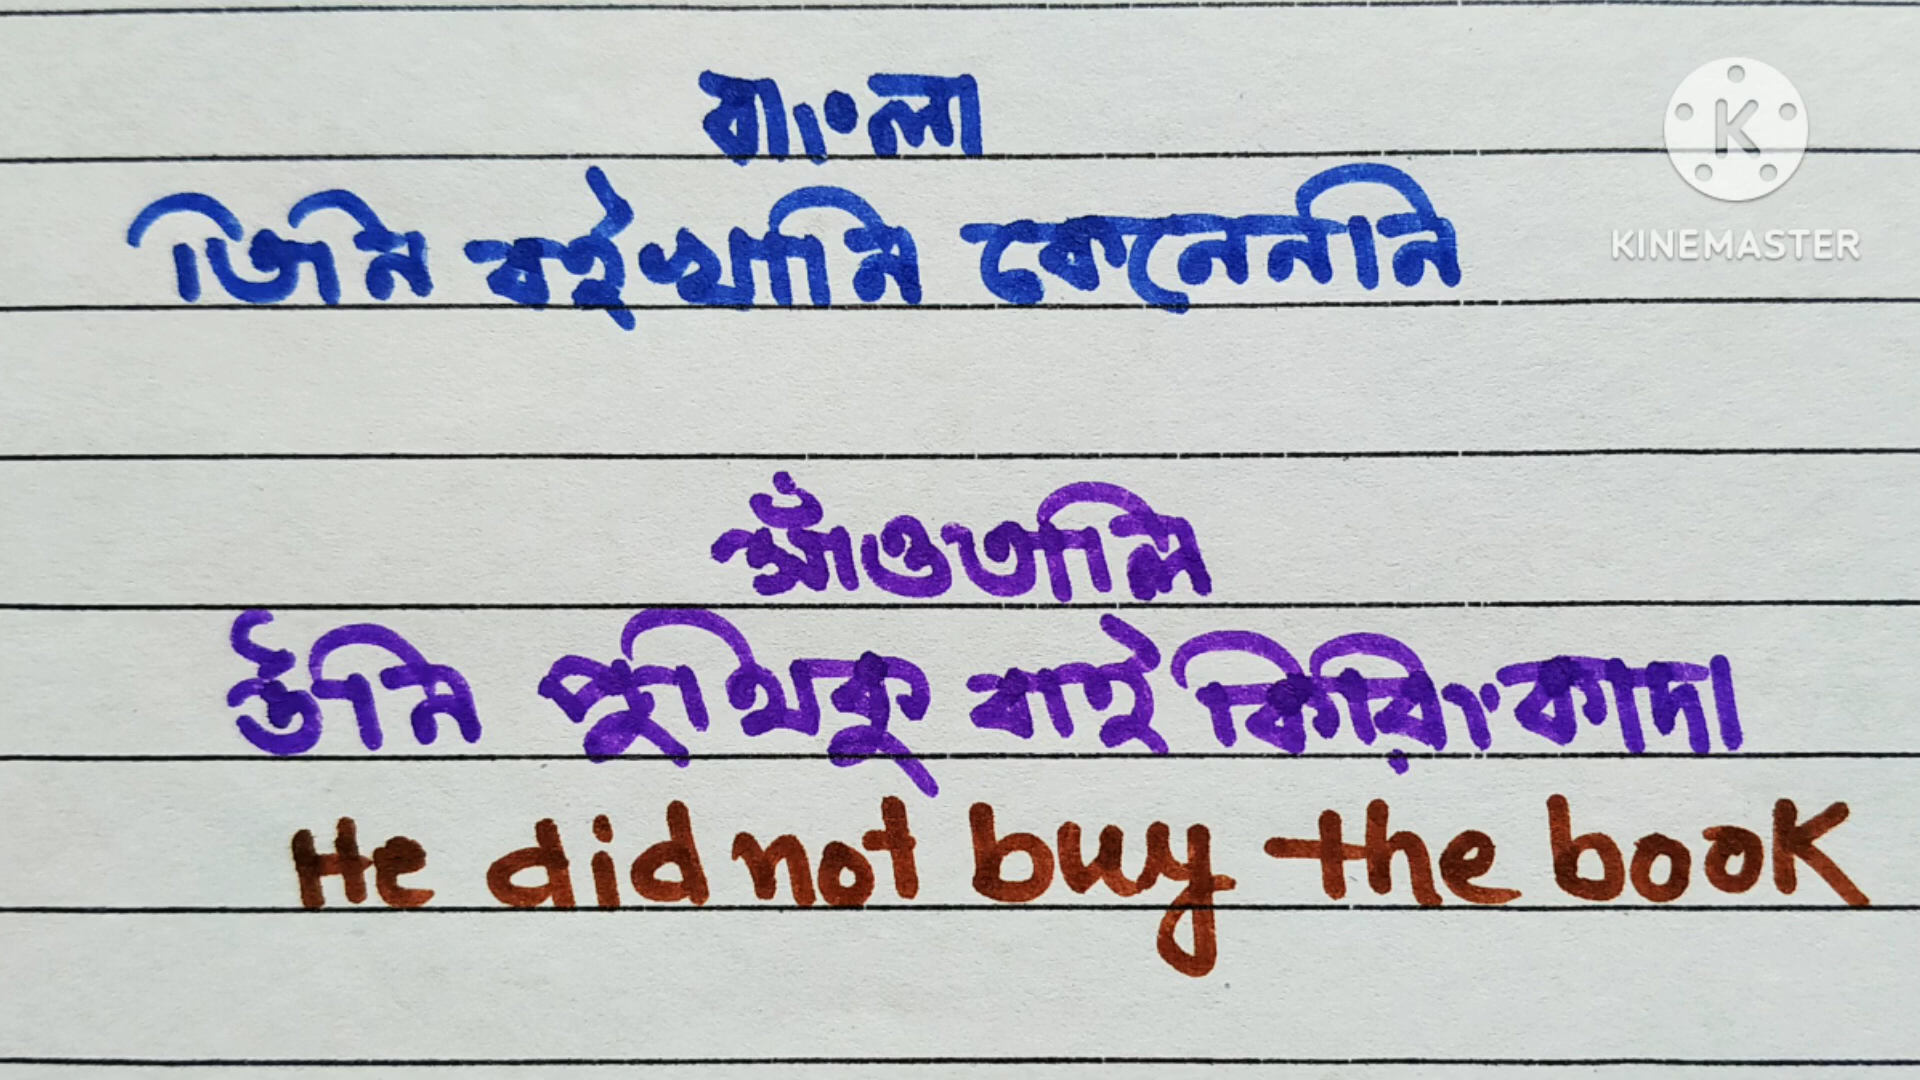 বাংলা
তিনি বইখানি কেনেননি
সাঁওতালি
উনি পুথিকু বাই কিরিংকাদা
He did not buy the book
KINEMASTER